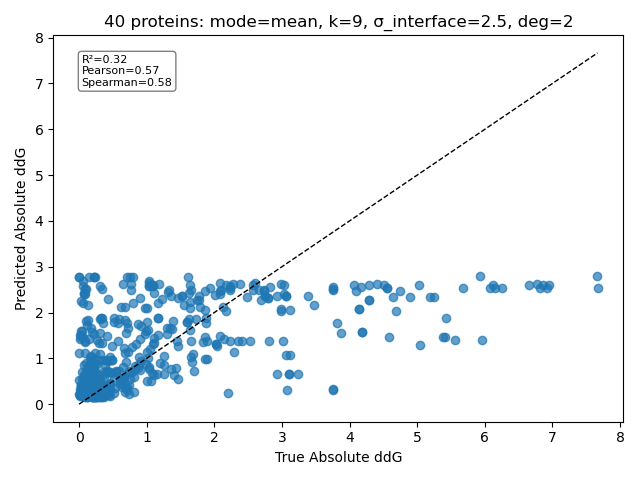 40 proteins: mode=mean, k=9, σ_interface=2.5, deg=2
R²=0.32
Pearson=0.57
Spearman=0.58
Predicted Absolute ddG
8
7
6
5
4
3
2
1
0
0 1 2 3 4 5 6 7 8
True Absolute ddG